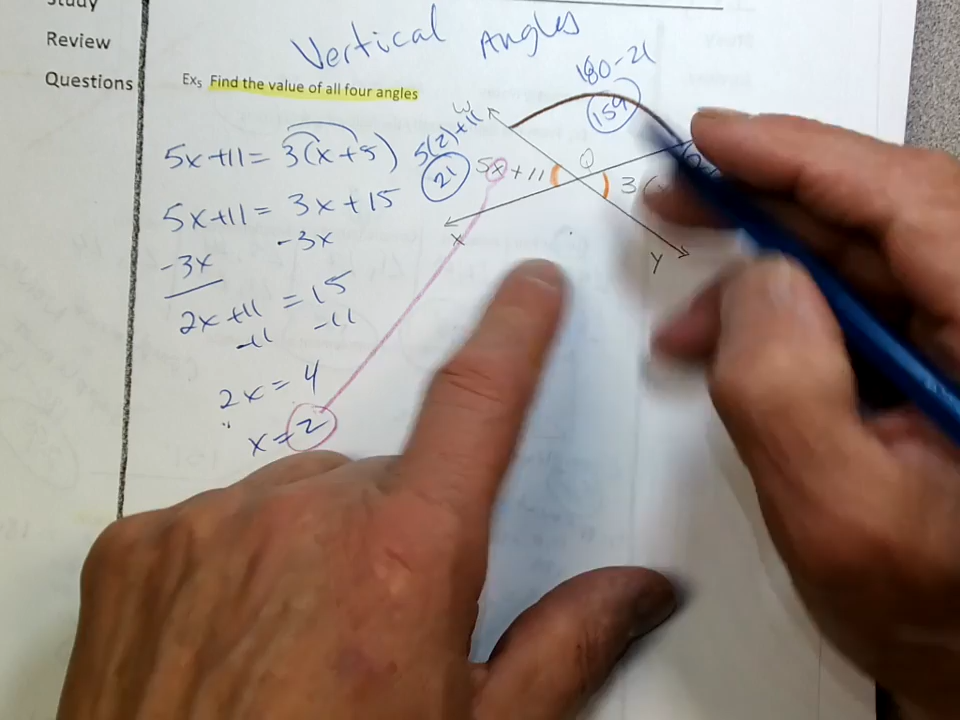 Study
Review
Questions
Vertical Angles
Ex5 Find the value of all four angles
180-21
159
5(2)+11
21
W
5x+11
Q
3(x
X
Y
5x+11 = 3(x+5)
5x+11 = 3x+15
-3x -3x
2x+11 = 15
-11 -11
2x = 4
x = 2